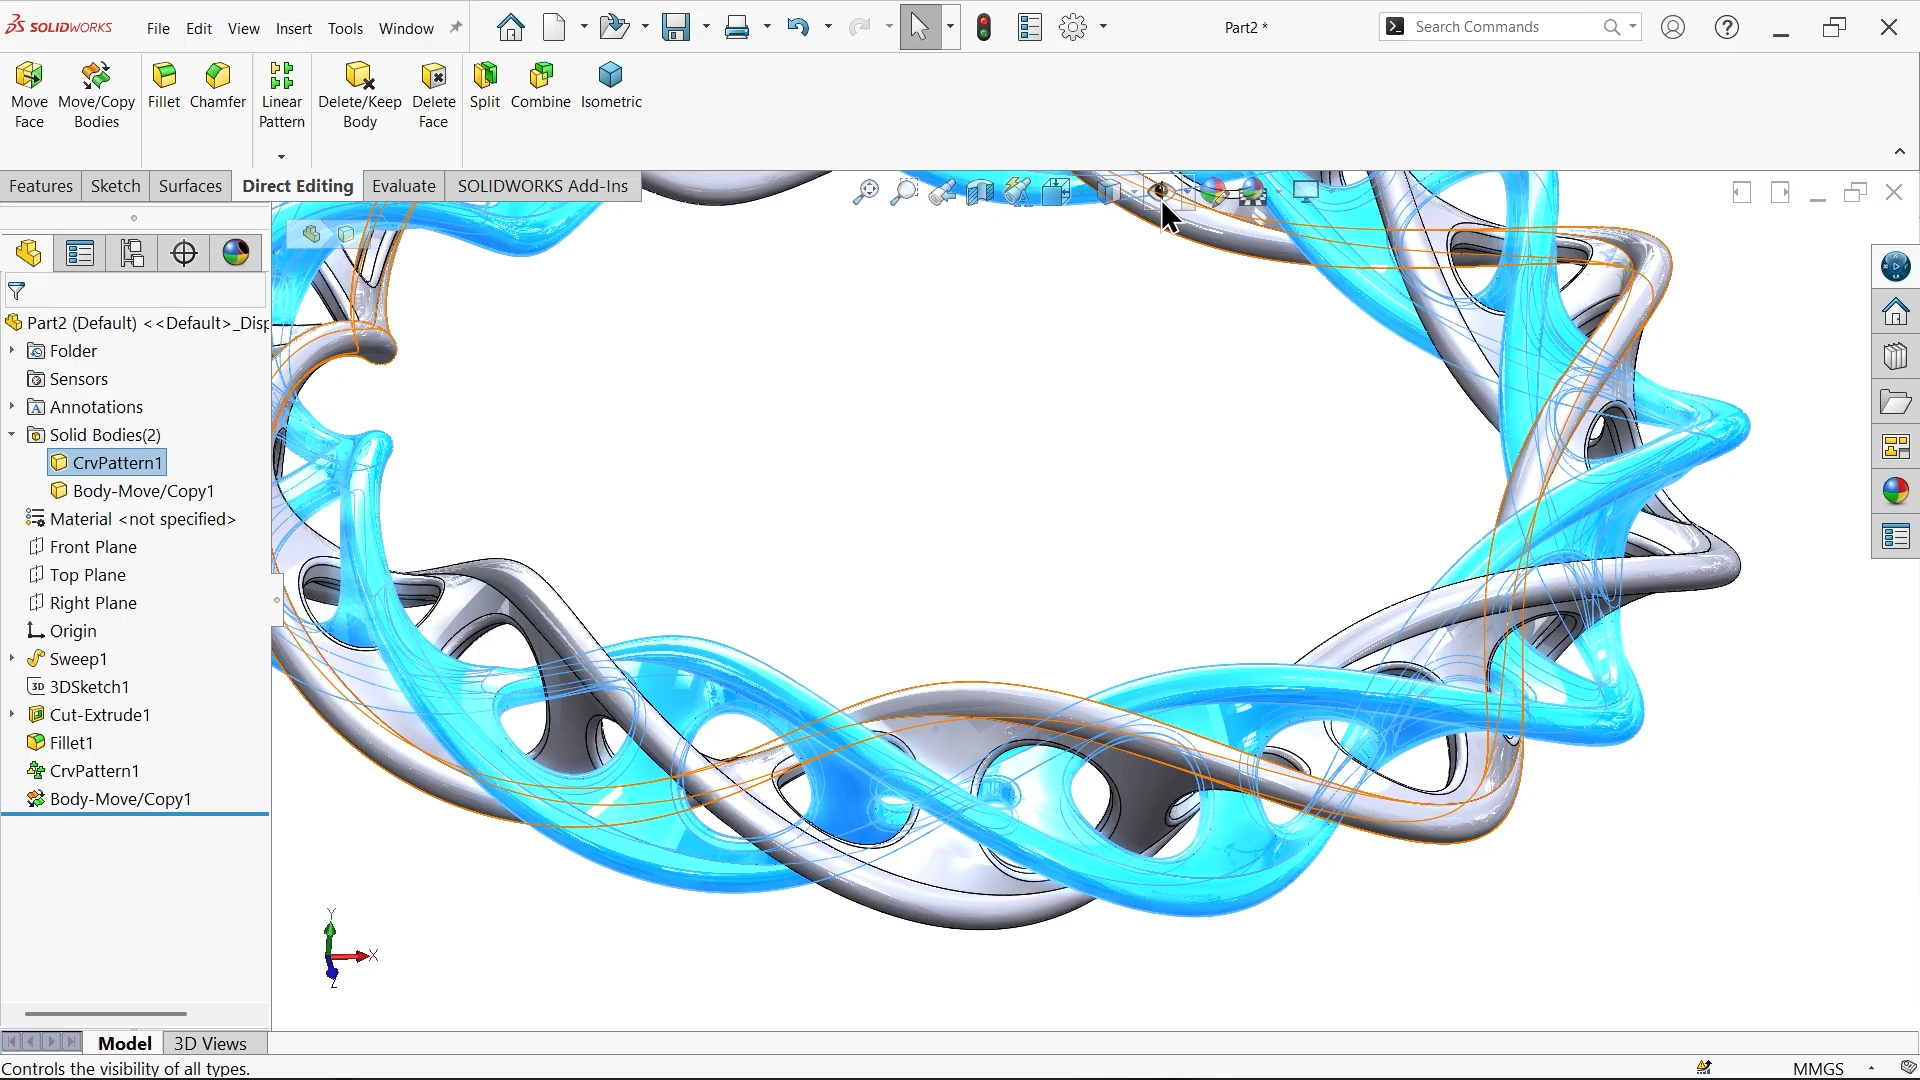 SOLIDWORKS File Edit View Insert Tools Window Part2 * Search Commands
Move Face
Move/Copy Bodies
Fillet
Chamfer
Linear Pattern
Delete/Keep Body
Delete Face
Split
Combine
Isometric
Features Sketch Surfaces Direct Editing Evaluate SOLIDWORKS Add-Ins
Part2 (Default) <<Default>_Disp
Folder
Sensors
Annotations
Solid Bodies(2)
CrvPattern1
Body-Move/Copy1
Material <not specified>
Front Plane
Top Plane
Right Plane
Origin
Sweep1
3D 3DSketch1
Cut-Extrude1
Fillet1
CrvPattern1
Body-Move/Copy1
Y
X
Z
Model 3D Views
Controls the visibility of all types. MMGS